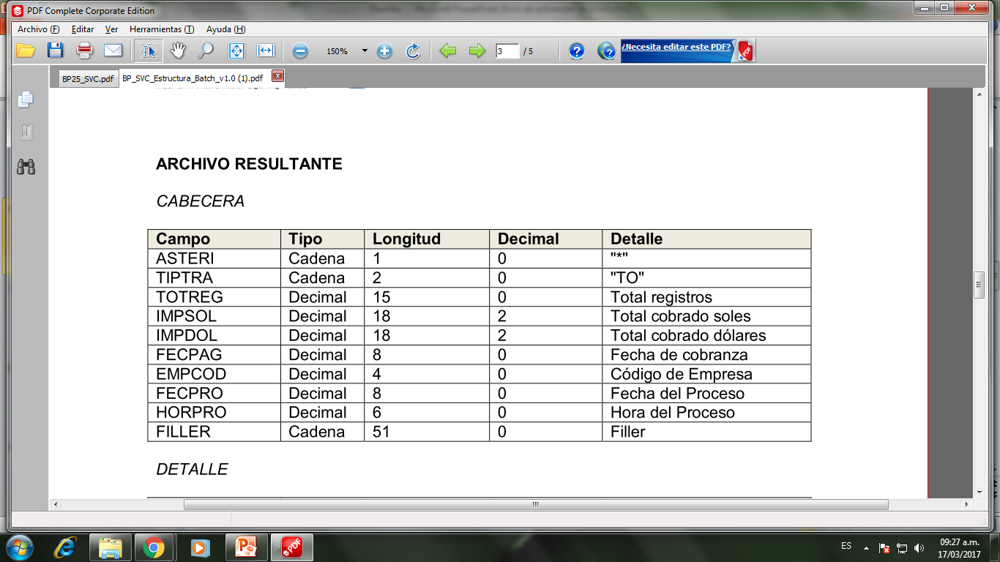 PDF Complete Corporate Edition
Archivo (F) Editar Ver Herramientas (T) Ayuda (H)
150% 3 / 5 ¿Necesita editar este PDF? PDF
BP25_SVC.pdf BP_SVC_Estructura_Batch_v1.0 (1).pdf
ARCHIVO RESULTANTE
CABECERA
Campo Tipo Longitud Decimal Detalle
ASTERI Cadena 1 0 "*"
TIPTRA Cadena 2 0 "TO"
TOTREG Decimal 15 0 Total registros
IMPSOL Decimal 18 2 Total cobrado soles
IMPDOL Decimal 18 2 Total cobrado dólares
FECPAG Decimal 8 0 Fecha de cobranza
EMPCOD Decimal 4 0 Código de Empresa
FECPRO Decimal 8 0 Fecha del Proceso
HORPRO Decimal 6 0 Hora del Proceso
FILLER Cadena 51 0 Filler
DETALLE
PDF ES 09:27 a.m.
17/03/2017